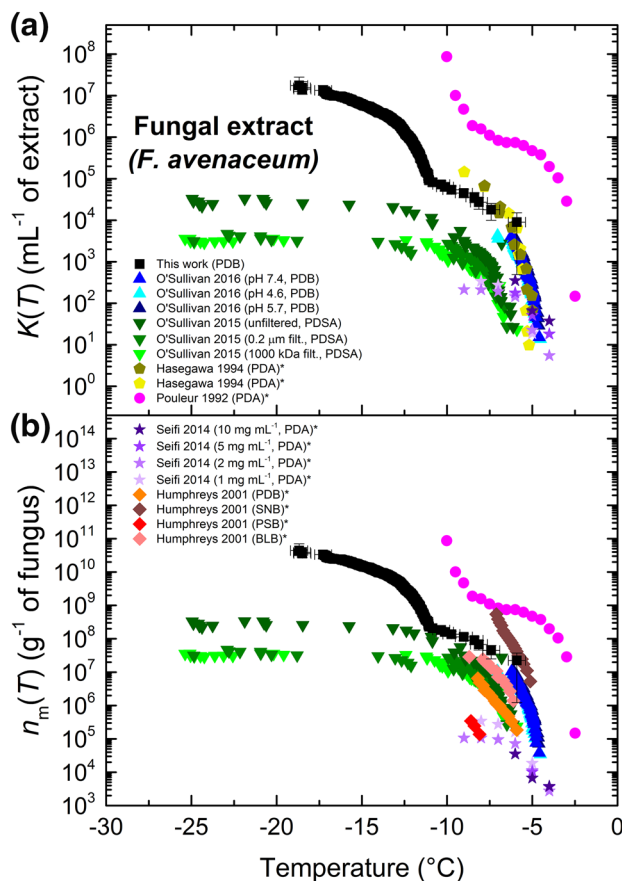 (a)
10⁸
10⁷
10⁶
10⁵
10⁴
10³
10²
10¹
10⁰
K(T) (mL⁻¹ of extract)
Fungal extract
(F. avenaceum)
This work (PDB)
O'Sullivan 2016 (pH 7.4, PDB)
O'Sullivan 2016 (pH 4.6, PDB)
O'Sullivan 2016 (pH 5.7, PDB)
O'Sullivan 2015 (unfiltered, PDSA)
O'Sullivan 2015 (0.2 μm filt., PDSA)
O'Sullivan 2015 (1000 kDa filt., PDSA)
Hasegawa 1994 (PDA)*
Hasegawa 1994 (PDA)*
Pouleur 1992 (PDA)*
(b)
10¹⁴
10¹³
10¹²
10¹¹
10¹⁰
10⁹
10⁸
10⁷
10⁶
10⁵
10⁴
10³
nₘ(T) (g⁻¹ of fungus)
Seifi 2014 (10 mg mL⁻¹, PDA)*
Seifi 2014 (5 mg mL⁻¹, PDA)*
Seifi 2014 (2 mg mL⁻¹, PDA)*
Seifi 2014 (1 mg mL⁻¹, PDA)*
Humphreys 2001 (PDB)*
Humphreys 2001 (SNB)*
Humphreys 2001 (PSB)*
Humphreys 2001 (BLB)*
-30 -25 -20 -15 -10 -5 0
Temperature (°C)